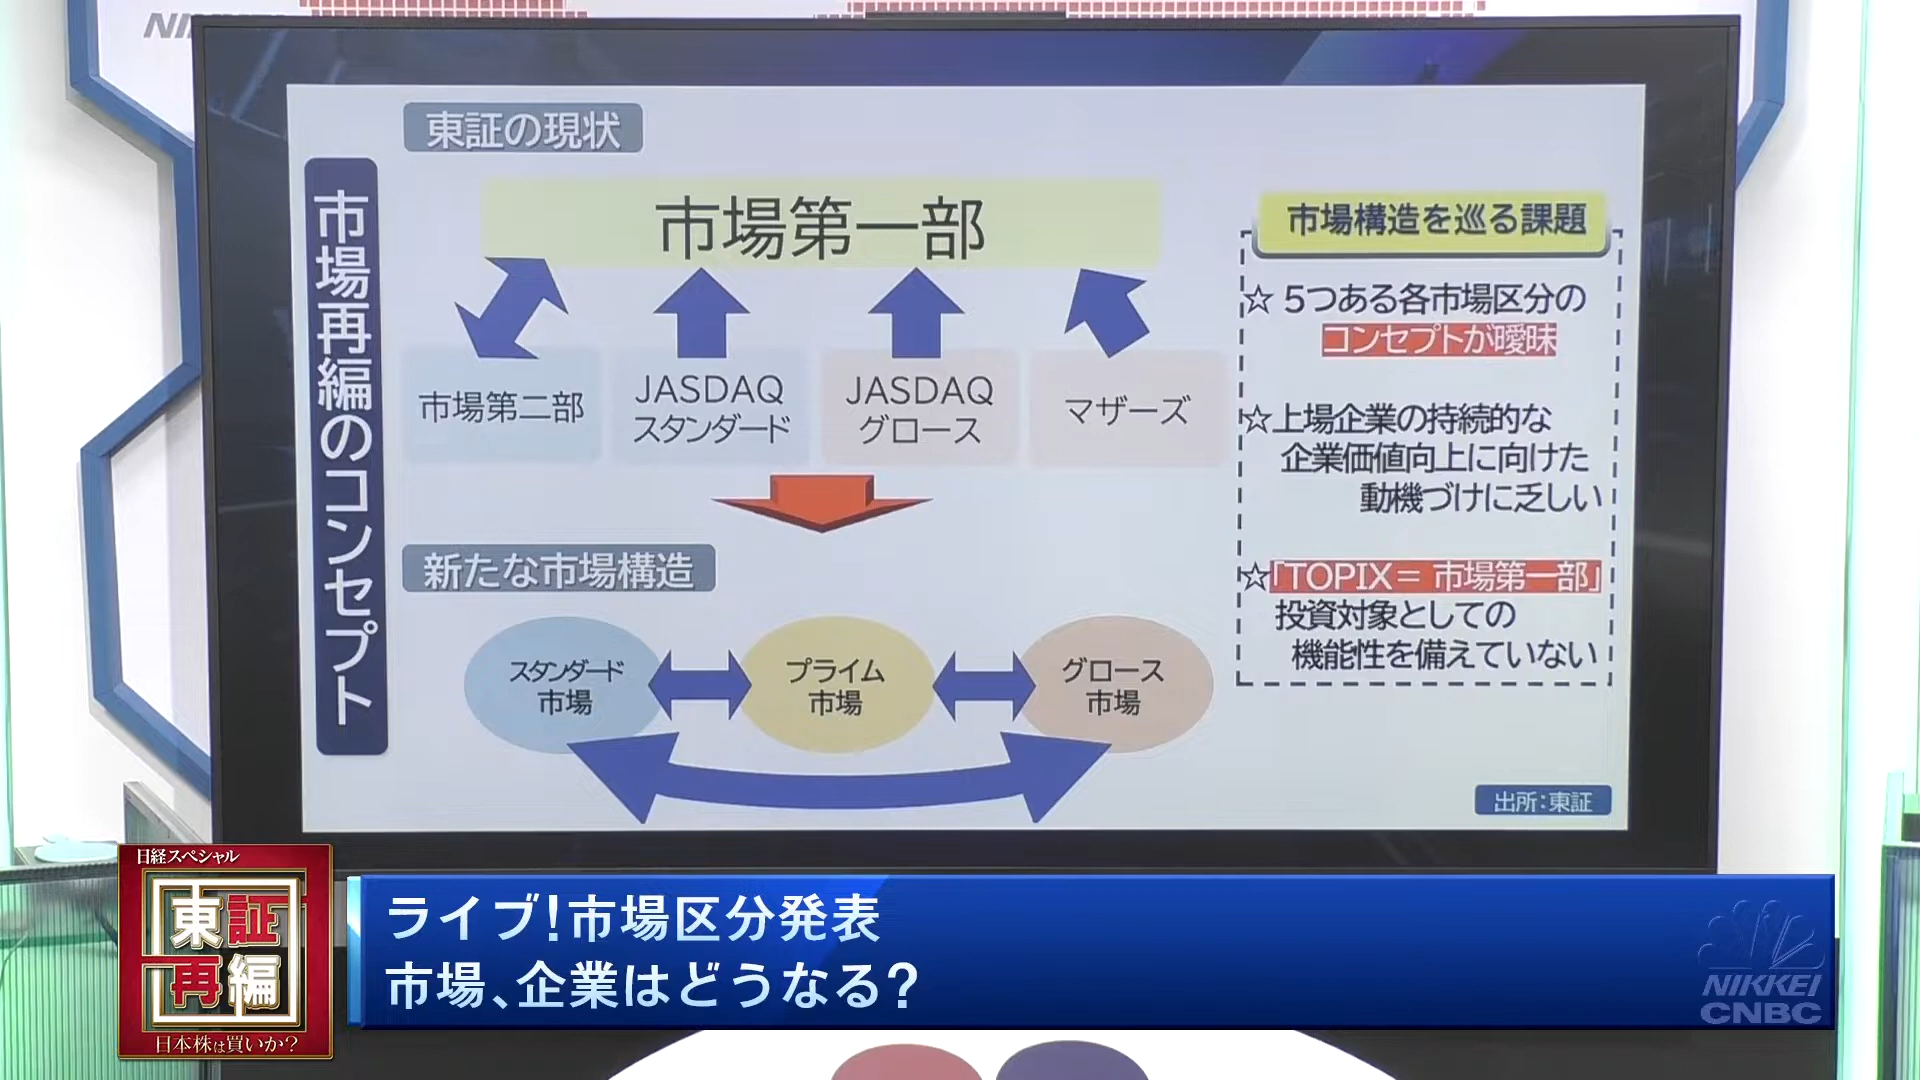 東証の現状
市場再編のコンセプト
市場第一部
市場第二部
JASDAQ
スタンダード
JASDAQ
グロース
マザーズ
新たな市場構造
スタンダード
市場
プライム
市場
グロース
市場
市場構造を巡る課題
☆ 5つある各市場区分の
コンセプトが曖昧
☆上場企業の持続的な
企業価値向上に向けた
動機づけに乏しい
☆「TOPIX＝ 市場第一部」
投資対象としての
機能性を備えていない
出所：東証
日経スペシャル
東証
再編
日本株は買いか？
ライブ！市場区分発表
市場、企業はどうなる？
NIKKEI
CNBC